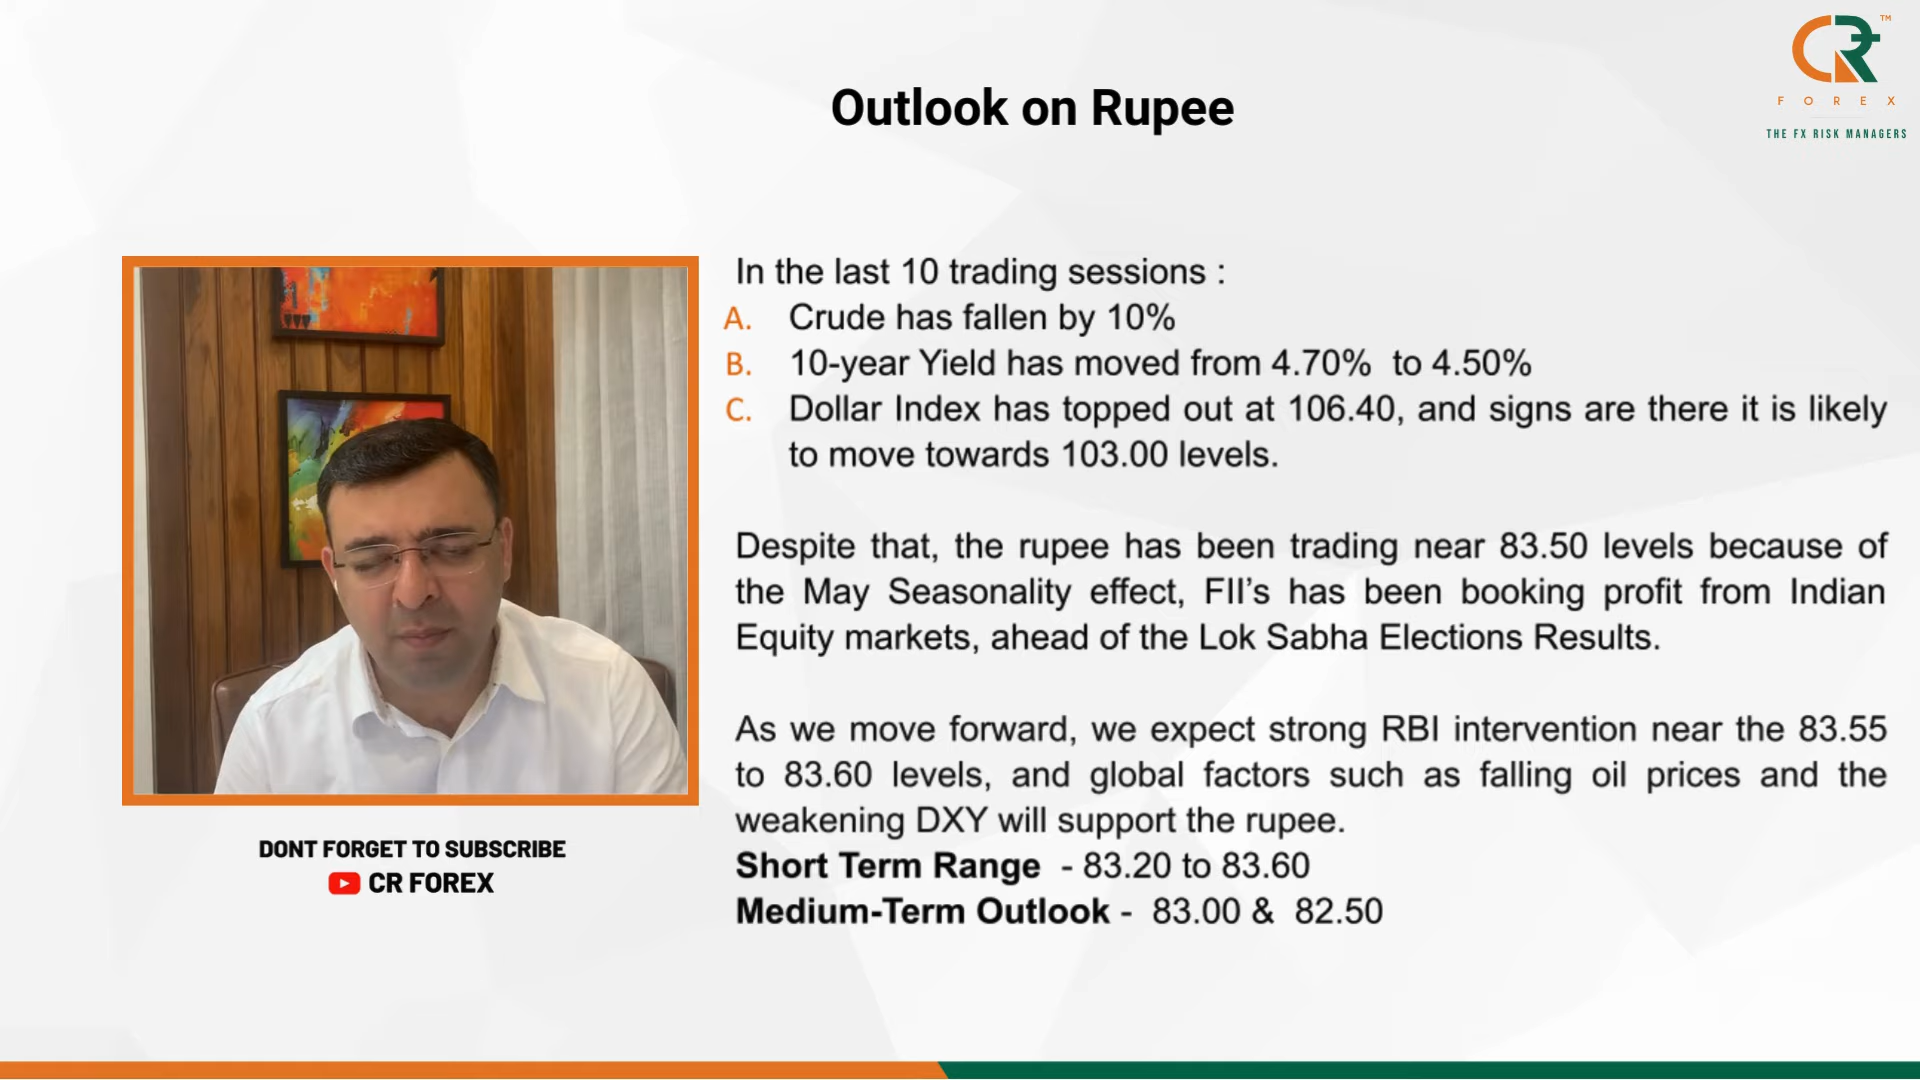 CR™
FOREX
THE FX RISK MANAGERS
Outlook on Rupee
In the last 10 trading sessions :
A. Crude has fallen by 10%
B. 10-year Yield has moved from 4.70% to 4.50%
C. Dollar Index has topped out at 106.40, and signs are there it is likely
to move towards 103.00 levels.
Despite that, the rupee has been trading near 83.50 levels because of
the May Seasonality effect, FII’s has been booking profit from Indian
Equity markets, ahead of the Lok Sabha Elections Results.
As we move forward, we expect strong RBI intervention near the 83.55
to 83.60 levels, and global factors such as falling oil prices and the
weakening DXY will support the rupee.
Short Term Range - 83.20 to 83.60
Medium-Term Outlook - 83.00 & 82.50
DONT FORGET TO SUBSCRIBE
CR FOREX